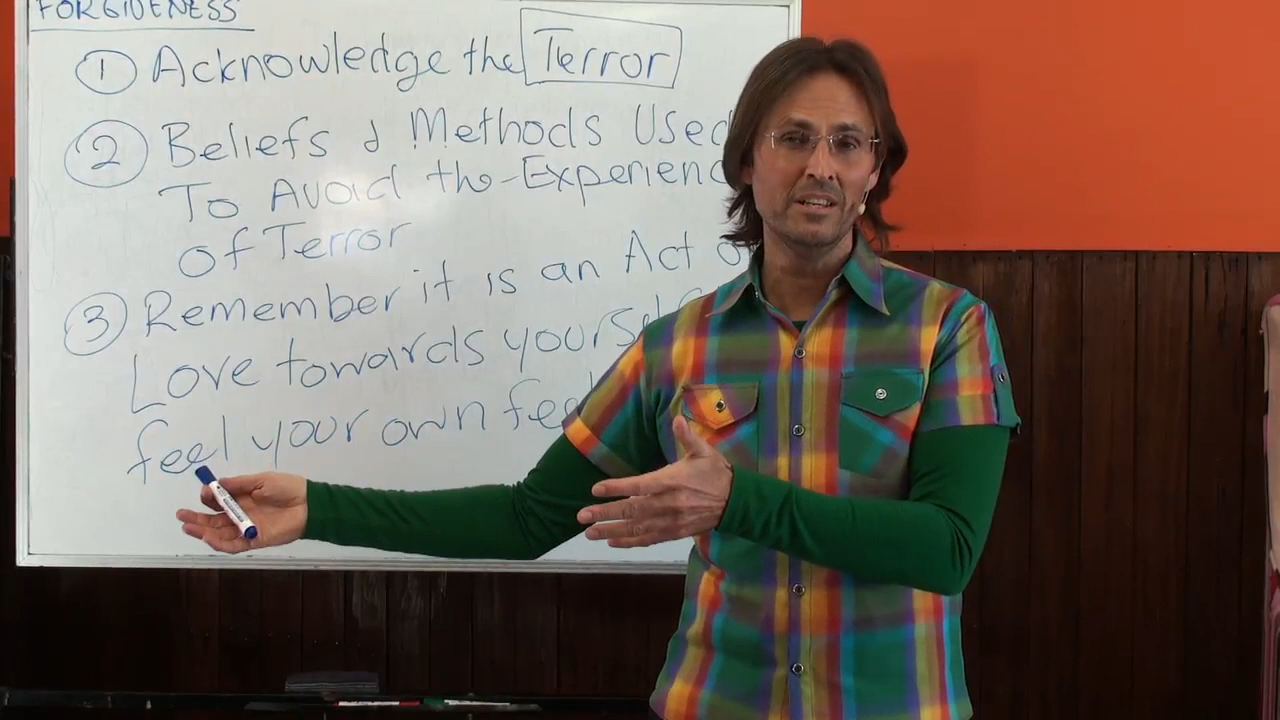 FORGIVENESS
① Acknowledge the Terror
② Beliefs & Methods Used
To Avoid the Experienc
of Terror
③ Remember it is an Act o
Love towards yourself
feel your own fee